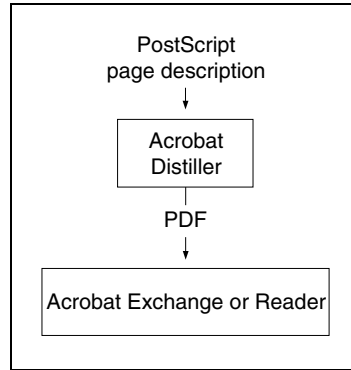 PostScript
page description
Acrobat
Distiller
PDF
Acrobat Exchange or Reader